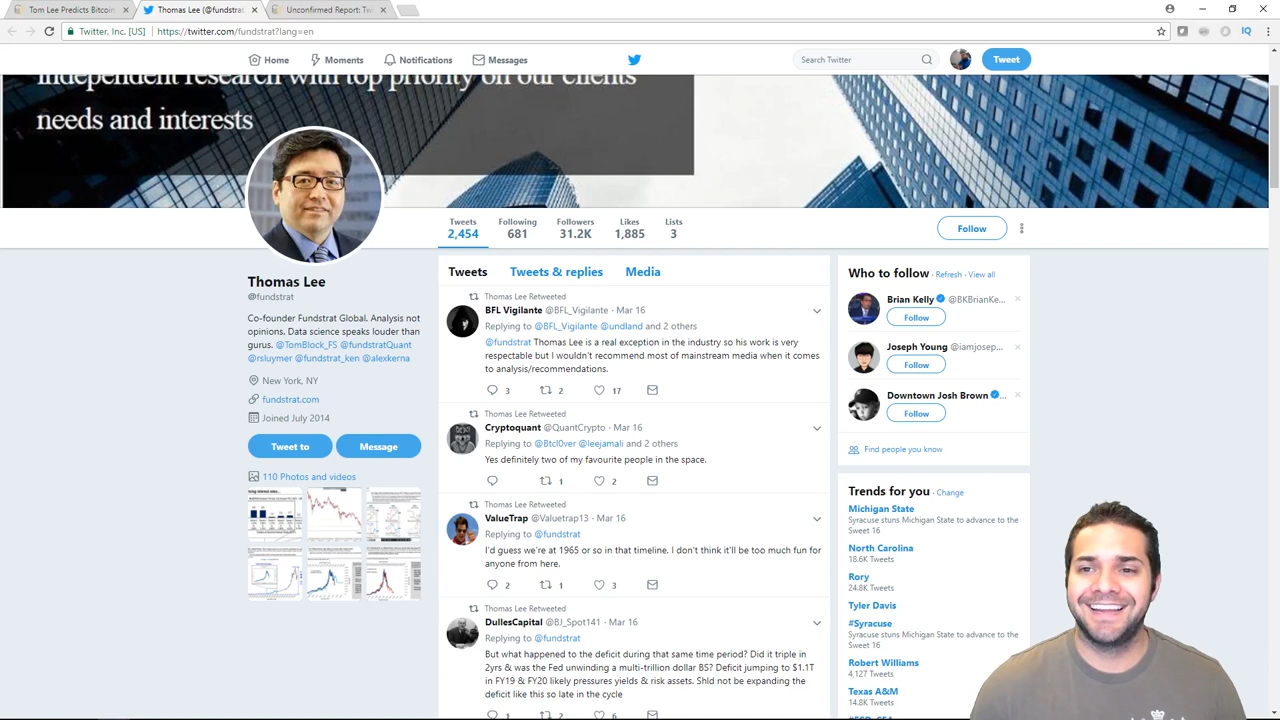 Tom Lee Predicts Bitcoin
Thomas Lee (@fundstrat
Unconfirmed Report: Tw
Twitter, Inc. [US]
https://twitter.com/fundstrat?lang=en
IQ
Home
Moments
Notifications
Messages
Search Twitter
Tweet
Independent research with top priority on our clients
needs and interests
Tweets
2,454
Following
681
Followers
31.2K
Likes
1,885
Lists
3
Follow
Thomas Lee
@fundstrat
Co-founder Fundstrat Global. Analysis not
opinions. Data science speaks louder than
gurus. @TomBlock_FS @fundstratQuant
@rsluymer @fundstrat_ken @alexkerna
New York, NY
fundstrat.com
Joined July 2014
Tweet to
Message
110 Photos and videos
Tweets
Tweets & replies
Media
Thomas Lee Retweeted
BFL Vigilante @BFL_Vigilante · Mar 16
Replying to @BFL_Vigilante @undland and 2 others
@fundstrat Thomas Lee is a real exception in the industry so his work is very
respectable but I wouldn't recommend most of mainstream media when it comes
to analysis/recommendations.
3
2
17
Thomas Lee Retweeted
Cryptoquant @QuantCrypto · Mar 16
Replying to @Btcl0ver @leejamali and 2 others
Yes definitely two of my favourite people in the space.
1
2
Thomas Lee Retweeted
ValueTrap @Valuetrap13 · Mar 16
Replying to @fundstrat
I'd guess we're at 1965 or so in that timeline. I don't think it'll be too much fun for
anyone from here.
2
1
3
Thomas Lee Retweeted
DullesCapital @BJ_Spot141 · Mar 16
Replying to @fundstrat
But what happened to the deficit during that same time period? Did it triple in
2yrs & was the Fed unwinding a multi-trillion dollar BS? Deficit jumping to $1.1T
in FY19 & FY20 likely pressures yields & risk assets. Shld not be expanding the
deficit like this so late in the cycle
1
2
6
Who to follow · Refresh · View all
Brian Kelly @BKBrianKe...
Follow
Joseph Young @iamjosep...
Follow
Downtown Josh Brown ...
Follow
Find people you know
Trends for you · Change
Michigan State
Syracuse stuns Michigan State to advance to the
Sweet 16
North Carolina
18.6K Tweets
Rory
24.8K Tweets
Tyler Davis
#Syracuse
Syracuse stuns Michigan State to advance to the
Sweet 16
Robert Williams
4,127 Tweets
Texas A&M
14.8K Tweets